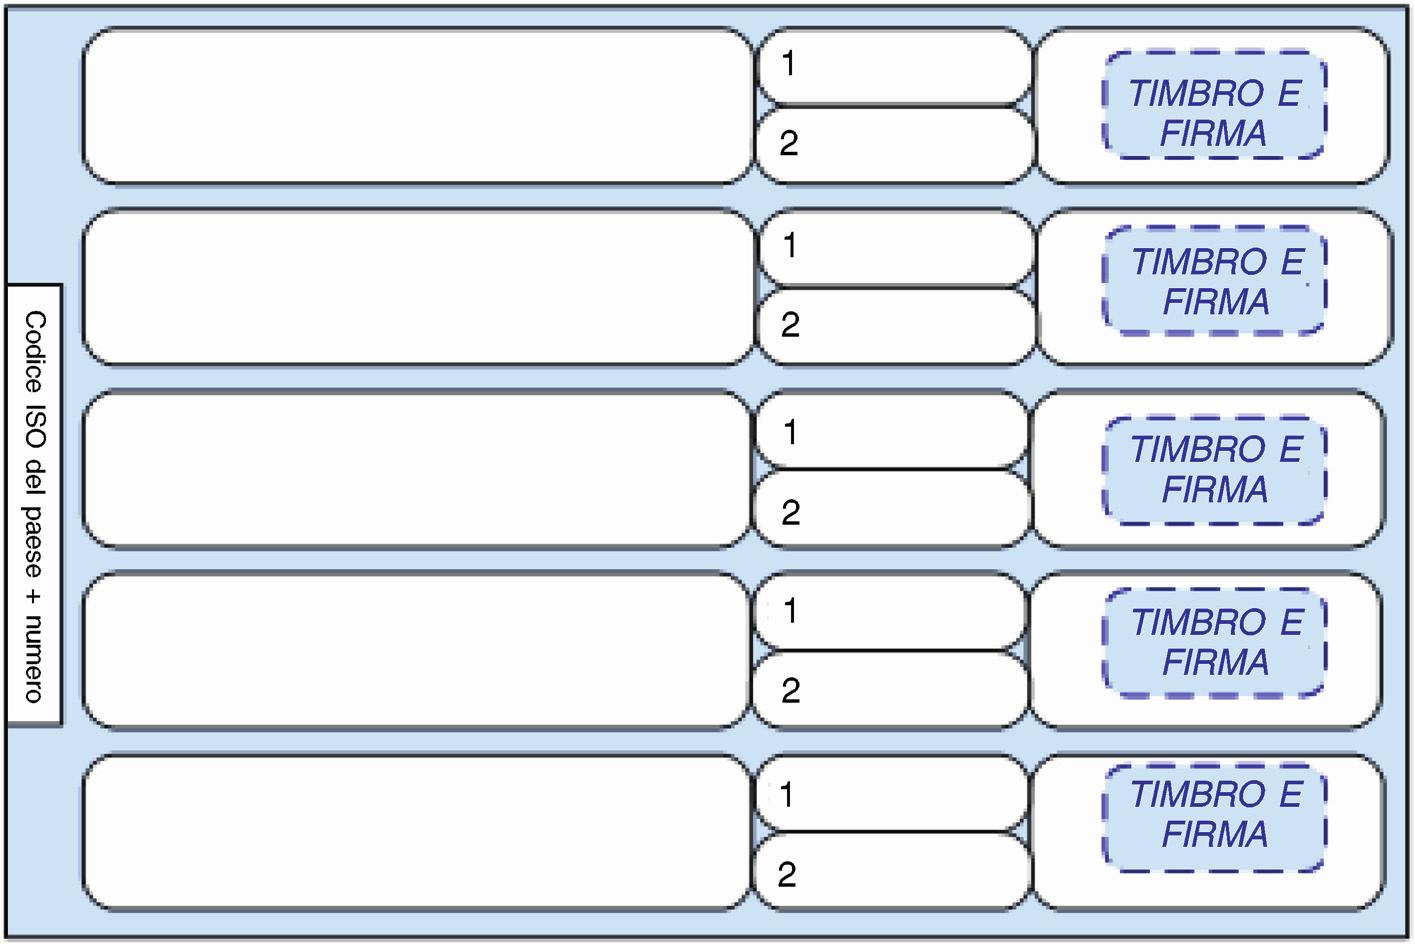 1
TIMBRO E
FIRMA
2
1
TIMBRO E
FIRMA
2
Codice ISO del paese + numero
1
TIMBRO E
FIRMA
2
1
TIMBRO E
FIRMA
2
1
TIMBRO E
FIRMA
2